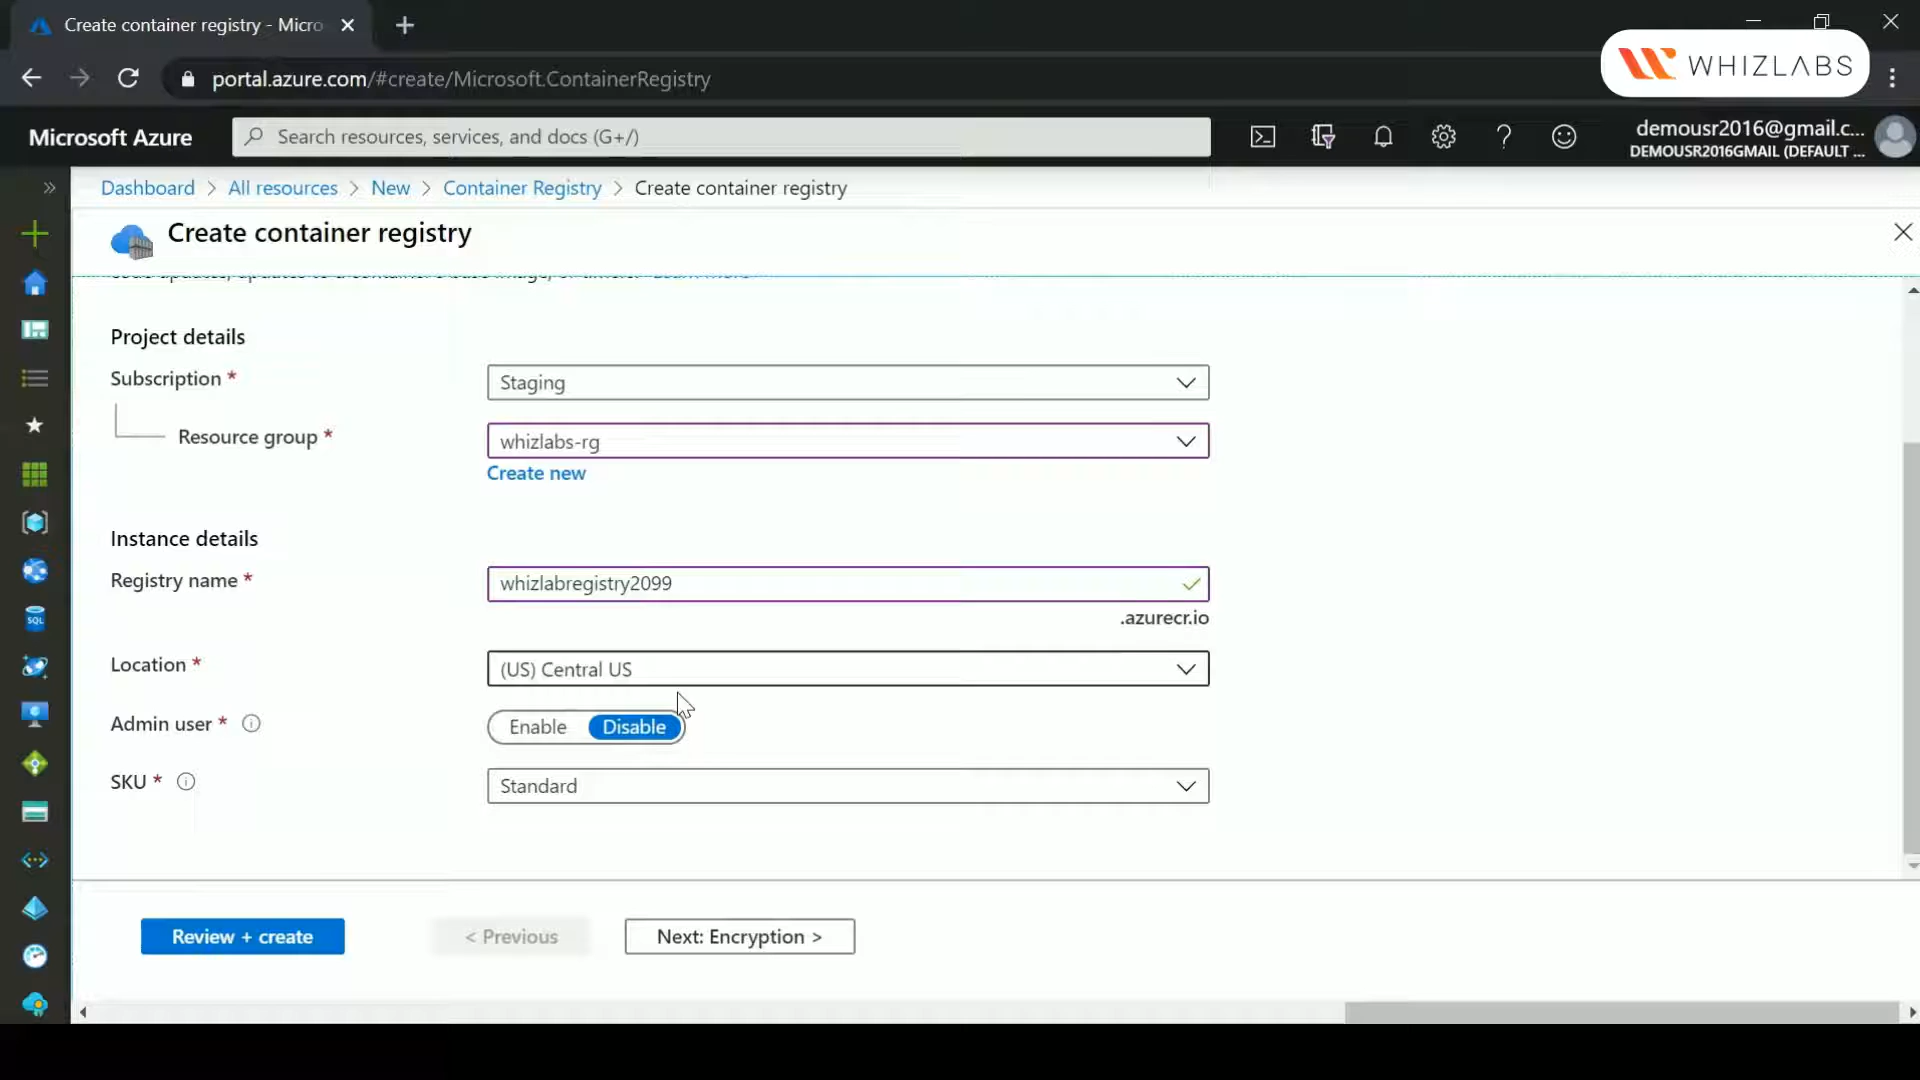 Create container registry - Micro
portal.azure.com/#create/Microsoft.ContainerRegistry
WHIZLABS
Microsoft Azure
Search resources, services, and docs (G+/)
demousr2016@gmail.c...
DEMOUSR2016GMAIL (DEFAULT ...
Dashboard > All resources > New > Container Registry > Create container registry
Create container registry
Project details
Subscription *
Staging
Resource group *
whizlabs-rg
Create new
Instance details
Registry name *
whizlabregistry2099
.azurecr.io
Location *
(US) Central US
Admin user *
Enable Disable
SKU *
Standard
SQL
Review + create
< Previous
Next: Encryption >